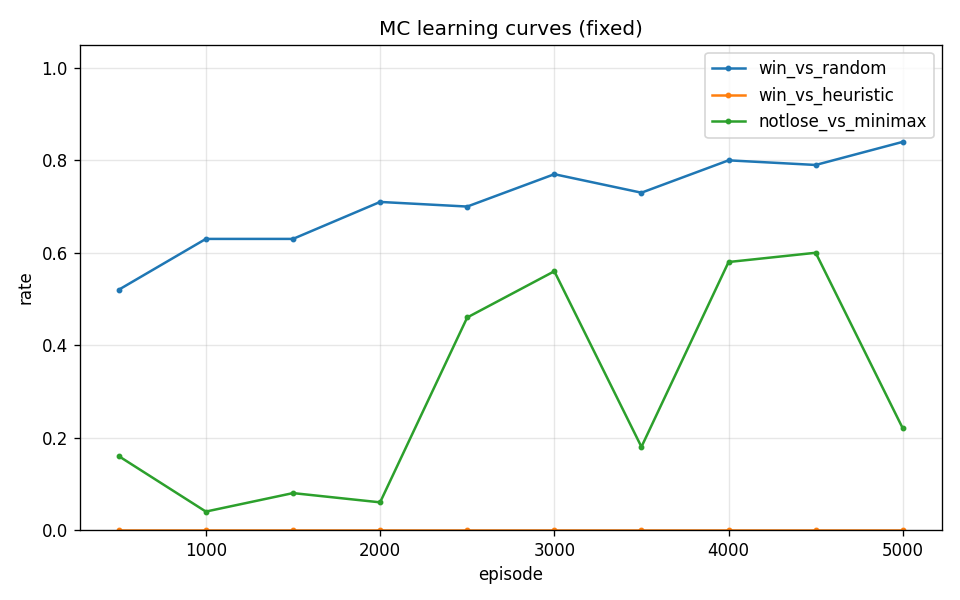 MC learning curves (fixed)
win_vs_random
win_vs_heuristic
notlose_vs_minimax
1.0
0.8
0.6
0.4
0.2
0.0
rate
1000
2000
3000
4000
5000
episode